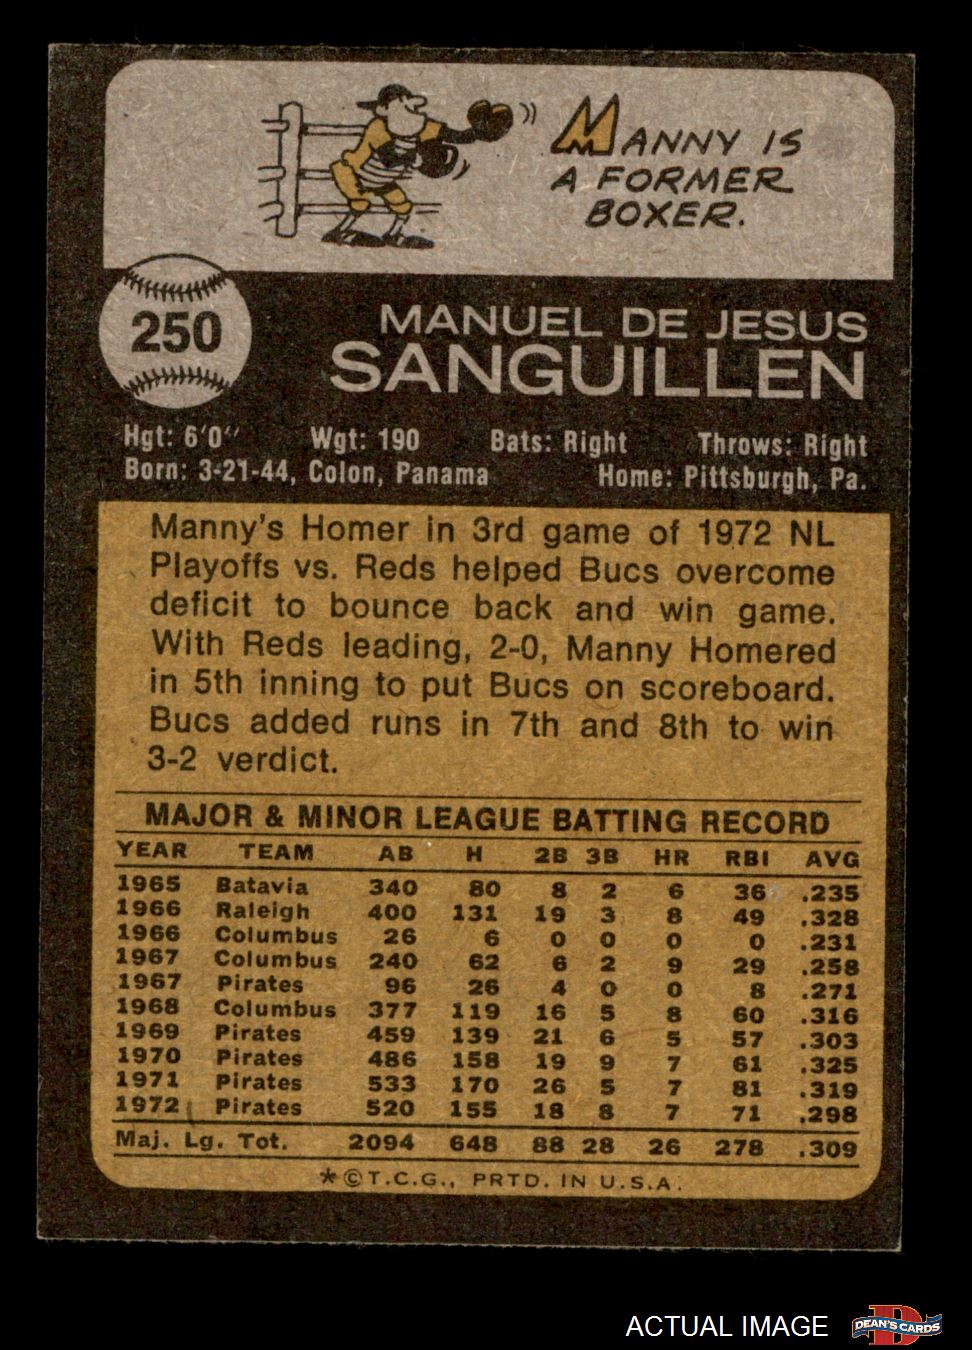 MANNY IS
A FORMER
BOXER.
250
MANUEL DE JESUS
SANGUILLEN
Hgt: 6'0" Wgt: 190 Bats: Right Throws: Right
Born: 3-21-44, Colon, Panama Home: Pittsburgh, Pa.
Manny's Homer in 3rd game of 1972 NL
Playoffs vs. Reds helped Bucs overcome
deficit to bounce back and win game.
With Reds leading, 2-0, Manny Homered
in 5th inning to put Bucs on scoreboard.
Bucs added runs in 7th and 8th to win
3-2 verdict.
MAJOR & MINOR LEAGUE BATTING RECORD
YEAR TEAM AB H 2B 3B HR RBI AVG
1965 Batavia 340 80 8 2 6 36 .235
1966 Raleigh 400 131 19 3 8 49 .328
1966 Columbus 26 6 0 0 0 0 .231
1967 Columbus 240 62 6 2 9 29 .258
1967 Pirates 96 26 4 0 0 8 .271
1968 Columbus 377 119 16 5 8 60 .316
1969 Pirates 459 139 21 6 5 57 .303
1970 Pirates 486 158 19 9 7 61 .325
1971 Pirates 533 170 26 5 7 81 .319
1972 Pirates 520 155 18 8 7 71 .298
Maj. Lg. Tot. 2094 648 88 28 26 278 .309
*©T.C.G., PRTD. IN U.S.A.
ACTUAL IMAGE D DEAN'S CARDS